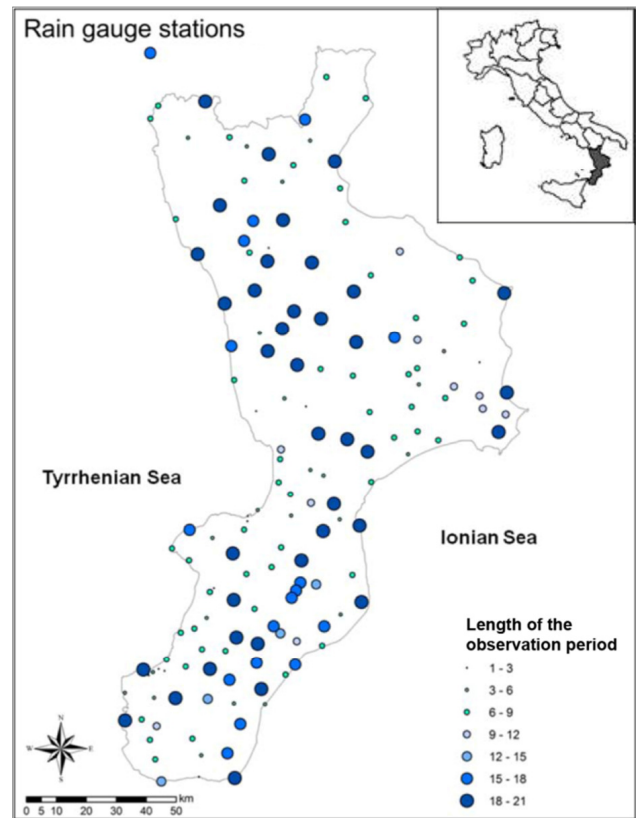 Rain gauge stations
Tyrrhenian Sea
Ionian Sea
Length of the
observation period
1 - 3
3 - 6
6 - 9
9 - 12
12 - 15
15 - 18
18 - 21
N
W E
S
km
0 5 10 20 30 40 50